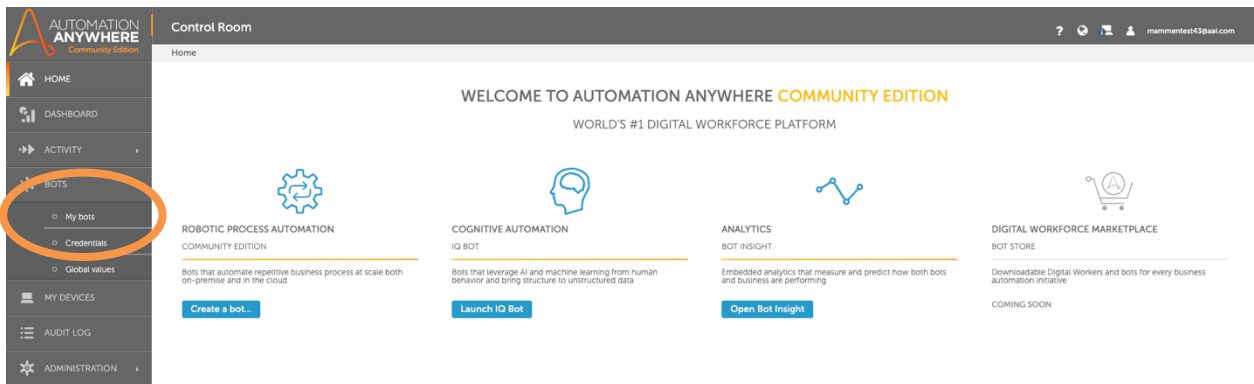 AUTOMATION
ANYWHERE
Community Edition
Control Room
? mammentest43@aai.com
Home
HOME
DASHBOARD
ACTIVITY
BOTS
My bots
Credentials
Global values
MY DEVICES
AUDIT LOG
ADMINISTRATION
WELCOME TO AUTOMATION ANYWHERE COMMUNITY EDITION
WORLD'S #1 DIGITAL WORKFORCE PLATFORM
ROBOTIC PROCESS AUTOMATION
COMMUNITY EDITION
Bots that automate repetitive business process at scale both
on-premise and in the cloud
Create a bot...
COGNITIVE AUTOMATION
IQ BOT
Bots that leverage AI and machine learning from human
behavior and bring structure to unstructured data
Launch IQ Bot
ANALYTICS
BOT INSIGHT
Embedded analytics that measure and predict how both bots
and business are performing
Open Bot Insight
DIGITAL WORKFORCE MARKETPLACE
BOT STORE
Downloadable Digital Workers and bots for every business
automation initiative
COMING SOON